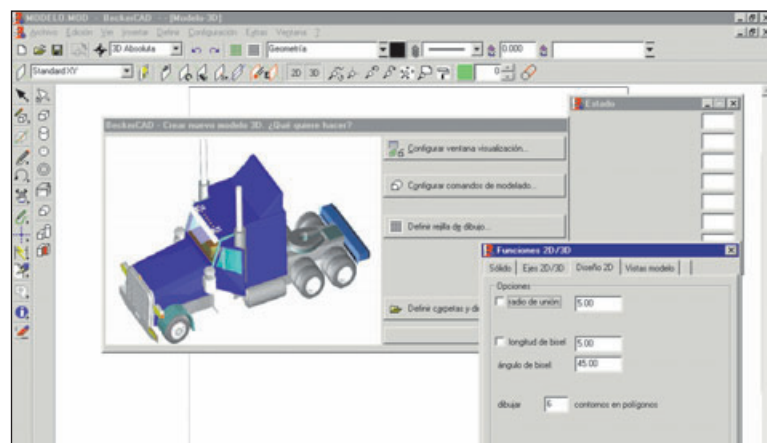 MODELO.MOD - BeckerCAD - - [Modelo 3D]
Archivo Edición Ver Insertar Definir Configuración Extras Ventana ?
3D Absoluta Geometría 0.000
Standard XY 2D 3D 0
Estado
BeckerCAD - Crear nuevo modelo 3D. ¿Qué quiere hacer?
Configurar ventana visualización...
Configurar comandos de modelado...
Definir rejilla de dibujo...
Definir carpetas y di
Funciones 2D/3D
Sólido Ejes 2D/3D Diseño 2D Vistas modelo
Opciones
radio de unión: 5.00
longitud de bisel 5.00
ángulo de bisel 45.00
dibujar 6 contornos en polígonos